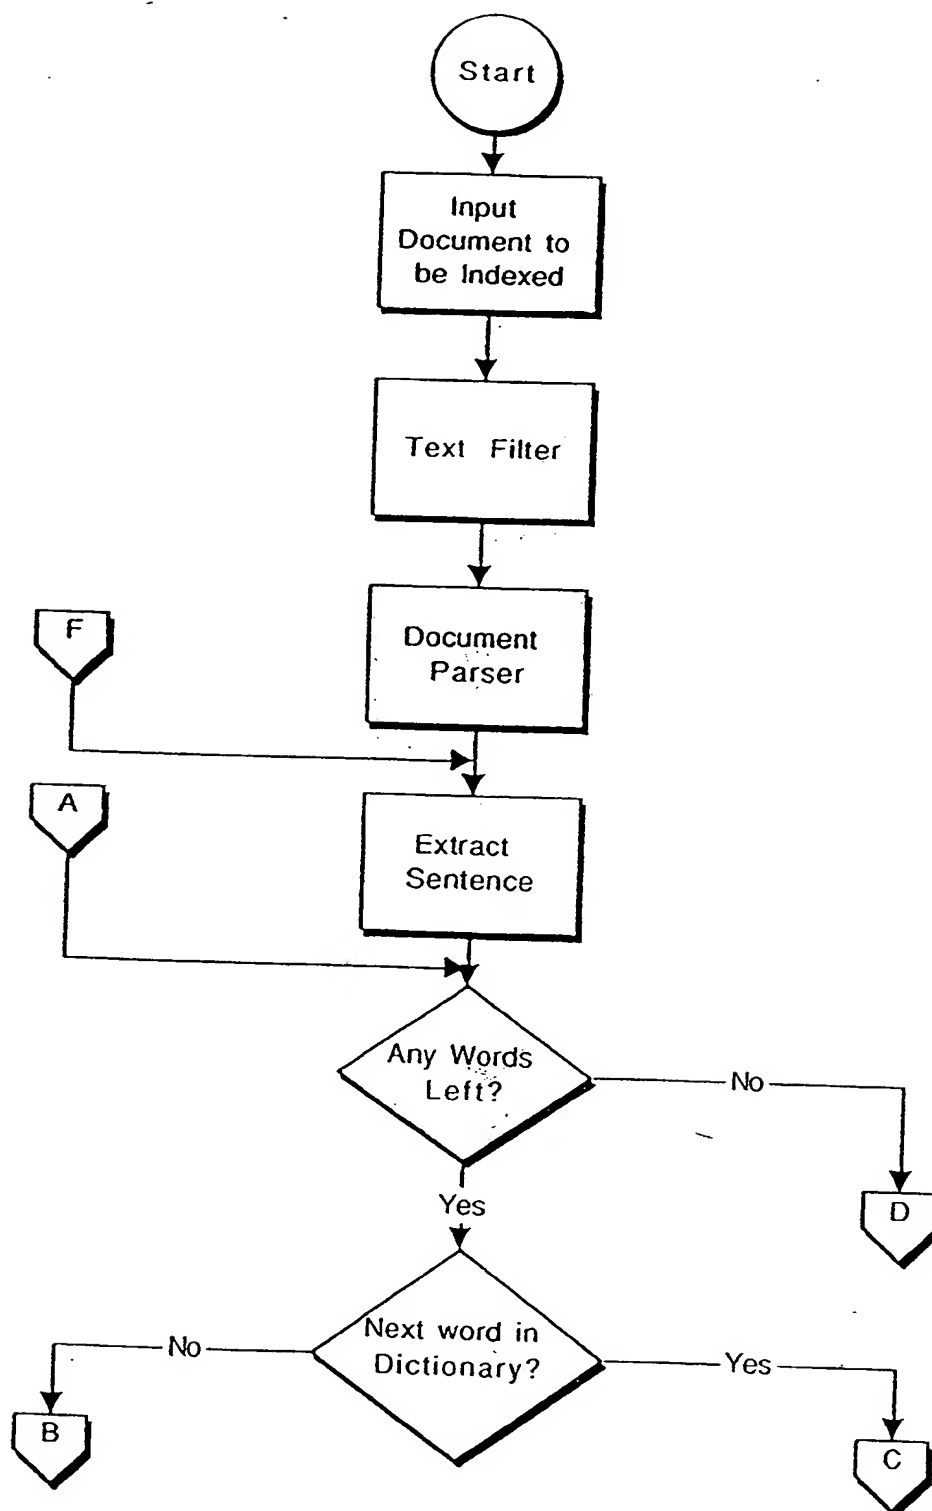 Start
Input
Document to
be Indexed
Text Filter
Document
Parser
F
A
Extract
Sentence
Any Words
Left?
No
Yes
D
Next word in
Dictionary?
No
Yes
B
C